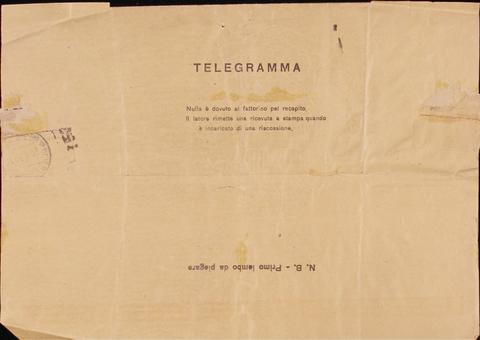 TELEGRAMMA
Nulla è dovuto al fattorino pel recapito.
Il latore rimette una ricevuta a stampa quando
è incaricato di una riscossione.
N. B. - Primo lembo da piegare